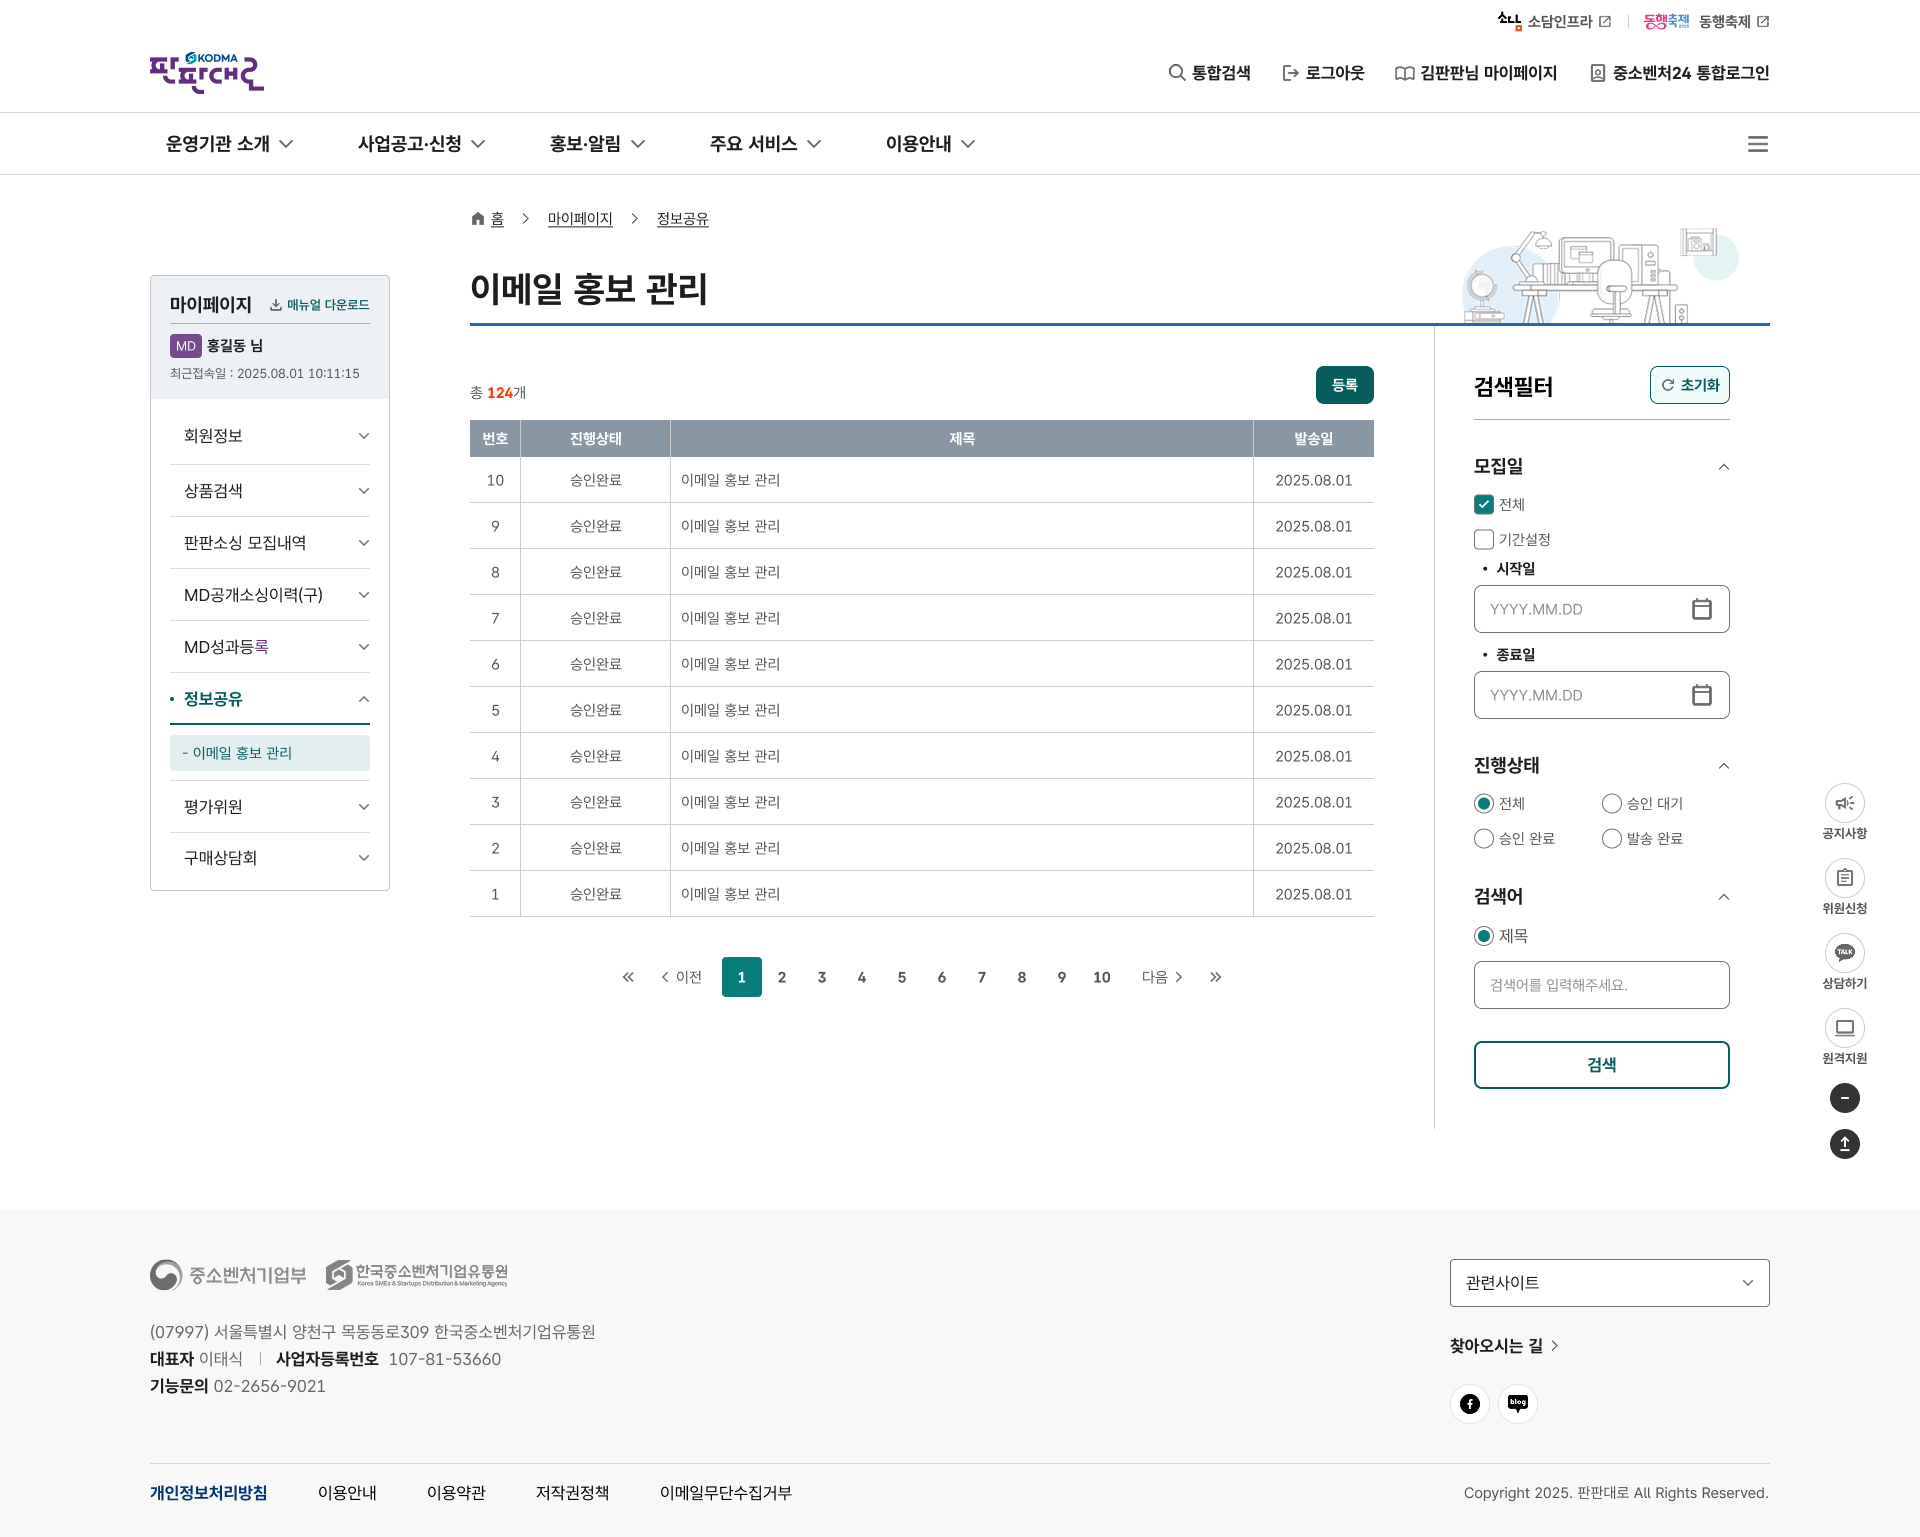 소담
소담인프라
동행축제
2025
동행축제
판판대로
KODMA
통합검색
로그아웃
김판판님 마이페이지
중소벤처24 통합로그인
운영기관 소개
사업공고·신청
홍보·알림
주요 서비스
이용안내
홈
마이페이지
정보공유
이메일 홍보 관리
마이페이지
매뉴얼 다운로드
MD 홍길동 님
최근접속일 : 2025.08.01 10:11:15
회원정보
상품검색
판판소싱 모집내역
MD공개소싱이력(구)
MD성과등록
• 정보공유
- 이메일 홍보 관리
평가위원
구매상담회
총 124개
등록
번호 진행상태 제목 발송일
10 승인완료 이메일 홍보 관리 2025.08.01
9 승인완료 이메일 홍보 관리 2025.08.01
8 승인완료 이메일 홍보 관리 2025.08.01
7 승인완료 이메일 홍보 관리 2025.08.01
6 승인완료 이메일 홍보 관리 2025.08.01
5 승인완료 이메일 홍보 관리 2025.08.01
4 승인완료 이메일 홍보 관리 2025.08.01
3 승인완료 이메일 홍보 관리 2025.08.01
2 승인완료 이메일 홍보 관리 2025.08.01
1 승인완료 이메일 홍보 관리 2025.08.01
이전 1 2 3 4 5 6 7 8 9 10 다음
검색필터
초기화
모집일
전체
기간설정
• 시작일
YYYY.MM.DD
• 종료일
YYYY.MM.DD
진행상태
전체 승인 대기
승인 완료 발송 완료
검색어
제목
검색어를 입력해주세요.
검색
공지사항
위원신청
TALK
상담하기
원격지원
중소벤처기업부
한국중소벤처기업유통원
Korea SMEs & Startups Distribution & Marketing Agency
(07997) 서울특별시 양천구 목동동로309 한국중소벤처기업유통원
대표자 이태식 | 사업자등록번호 107-81-53660
기능문의 02-2656-9021
관련사이트
찾아오시는 길
blog
개인정보처리방침
이용안내
이용약관
저작권정책
이메일무단수집거부
Copyright 2025. 판판대로 All Rights Reserved.